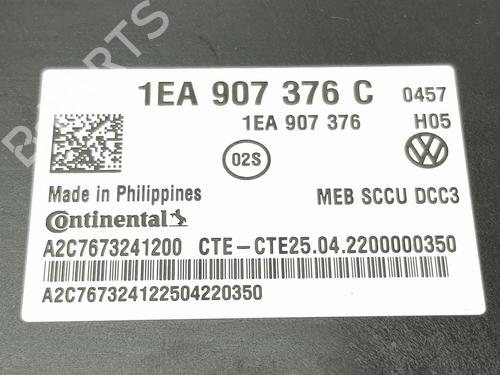 B-PARTS
1EA 907 376 C 0457
1EA 907 376 H05
02S
Made in Philippines MEB SCCU DCC3
Continental
A2C7673241200 CTE-CTE25.04.2200000350
A2C767324122504220350